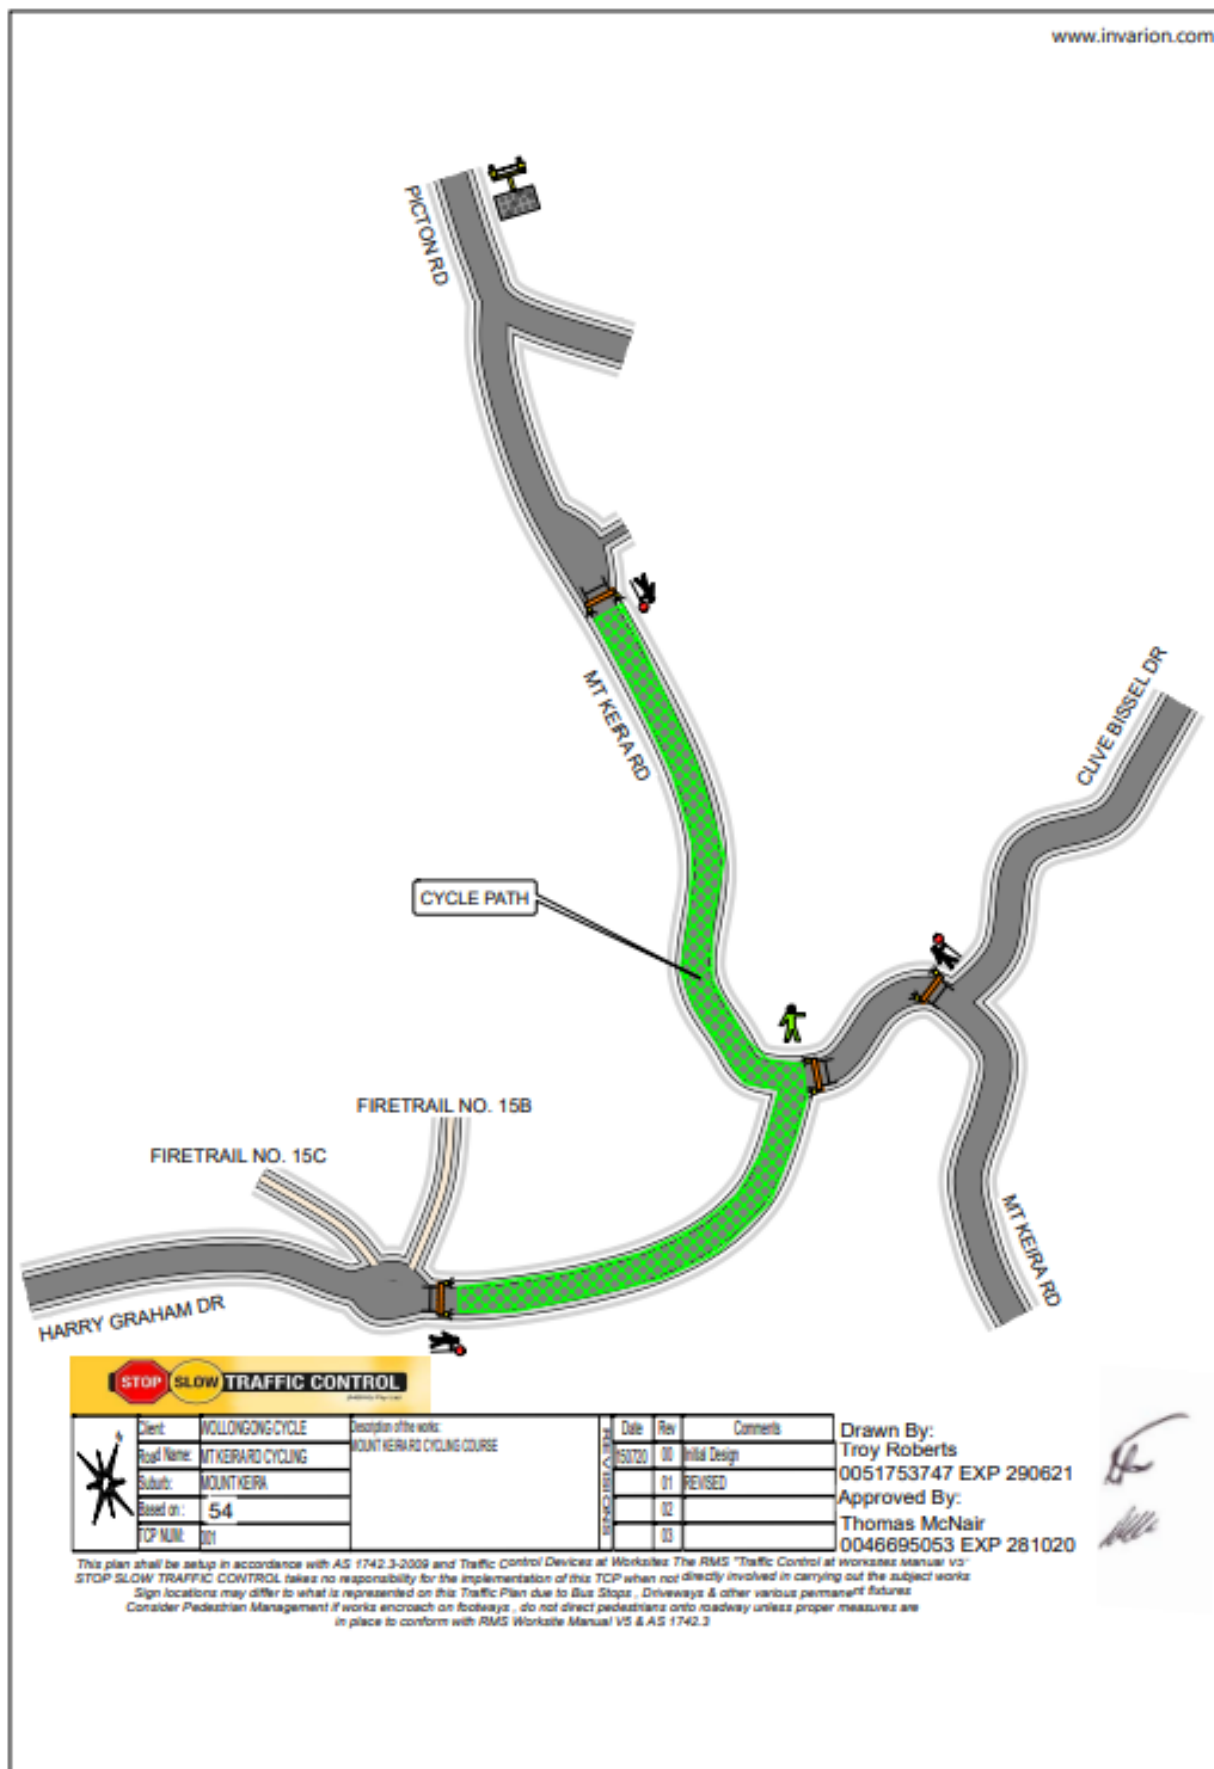 www.invarion.com
PICTON RD
MT KEIRA RD
CLIVE BISSEL DR
CYCLE PATH
FIRETRAIL NO. 15B
FIRETRAIL NO. 15C
MT KEIRA RD
HARRY GRAHAM DR
STOP SLOW TRAFFIC CONTROL
Client: WOLLONGONG CYCLE
Road Name: MT KEIRA RD CYCLING
Suburb: MOUNT KEIRA
Based on : 54
TCP NUM: 001
Description of the works:
MOUNT KEIRA RD CYCLING COURSE
REVISIONS
Date Rev Comments
150720 00 Initial Design
01 REVISED
02
03
Drawn By:
Troy Roberts
0051753747 EXP 290621
Approved By:
Thomas McNair
0046695053 EXP 281020
This plan shall be setup in accordance with AS 1742.3-2009 and Traffic Control Devices at Worksites The RMS "Traffic Control at Worksites Manual V5"
STOP SLOW TRAFFIC CONTROL takes no responsibility for the implementation of this TCP when not directly involved in carrying out the subject works
Sign locations may differ to what is represented on this Traffic Plan due to Bus Stops , Driveways & other various permanent fixtures
Consider Pedestrian Management if works encroach on footways , do not direct pedestrians onto roadway unless proper measures are
in place to conform with RMS Worksite Manual V5 & AS 1742.3